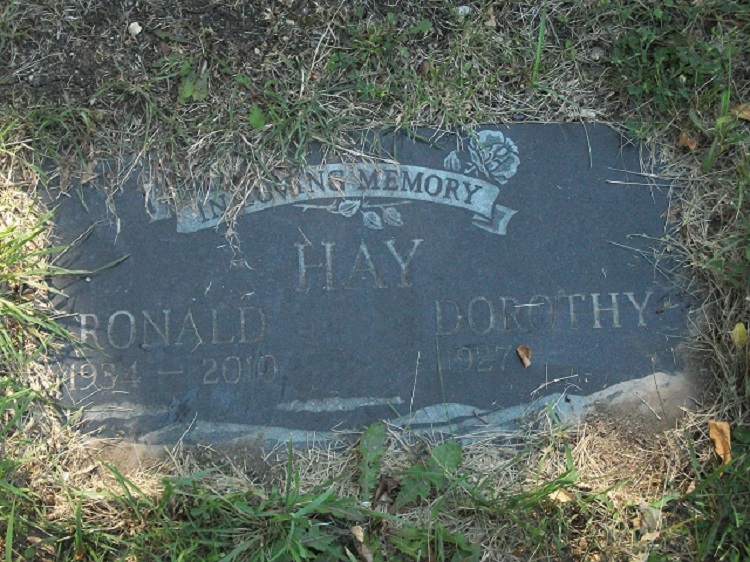 IN LOVING MEMORY
HAY
RONALD DOROTHY
1934 — 2010 1927 —